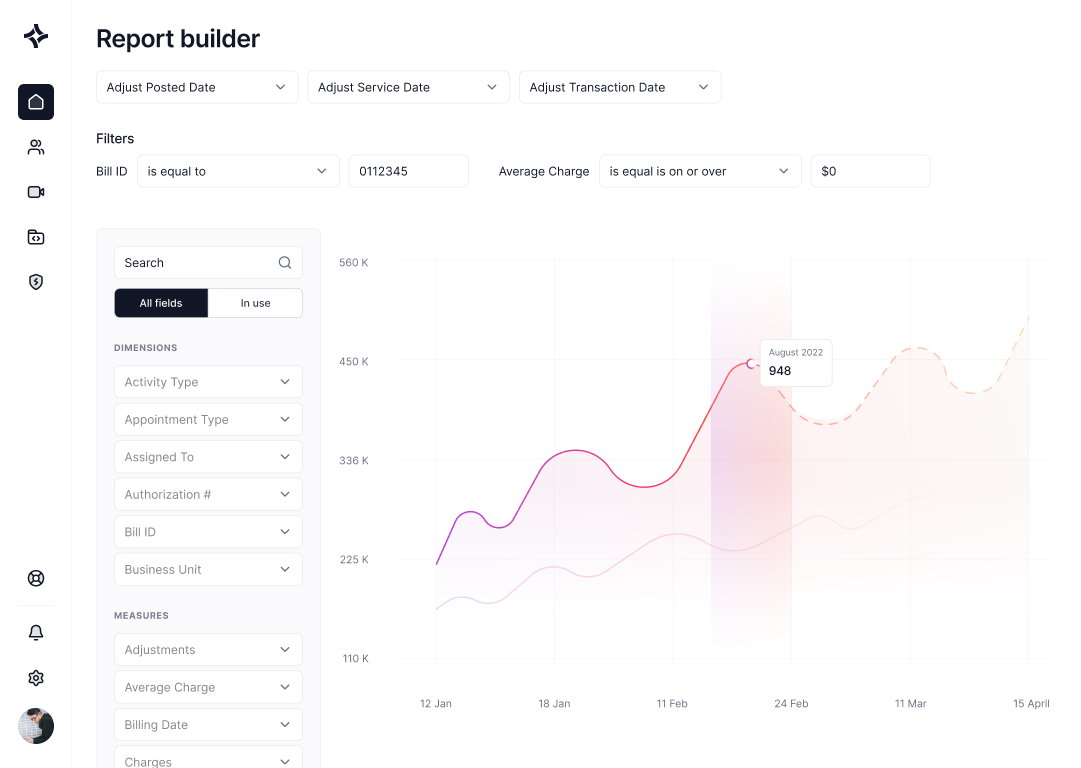 Report builder
Adjust Posted Date
Adjust Service Date
Adjust Transaction Date
Filters
Bill ID
is equal to
0112345
Average Charge
is equal is on or over
$0
Search
All fields
In use
DIMENSIONS
Activity Type
Appointment Type
Assigned To
Authorization #
Bill ID
Business Unit
MEASURES
Adjustments
Average Charge
Billing Date
Charges
560 K
450 K
336 K
225 K
110 K
August 2022
948
12 Jan
18 Jan
11 Feb
24 Feb
11 Mar
15 April